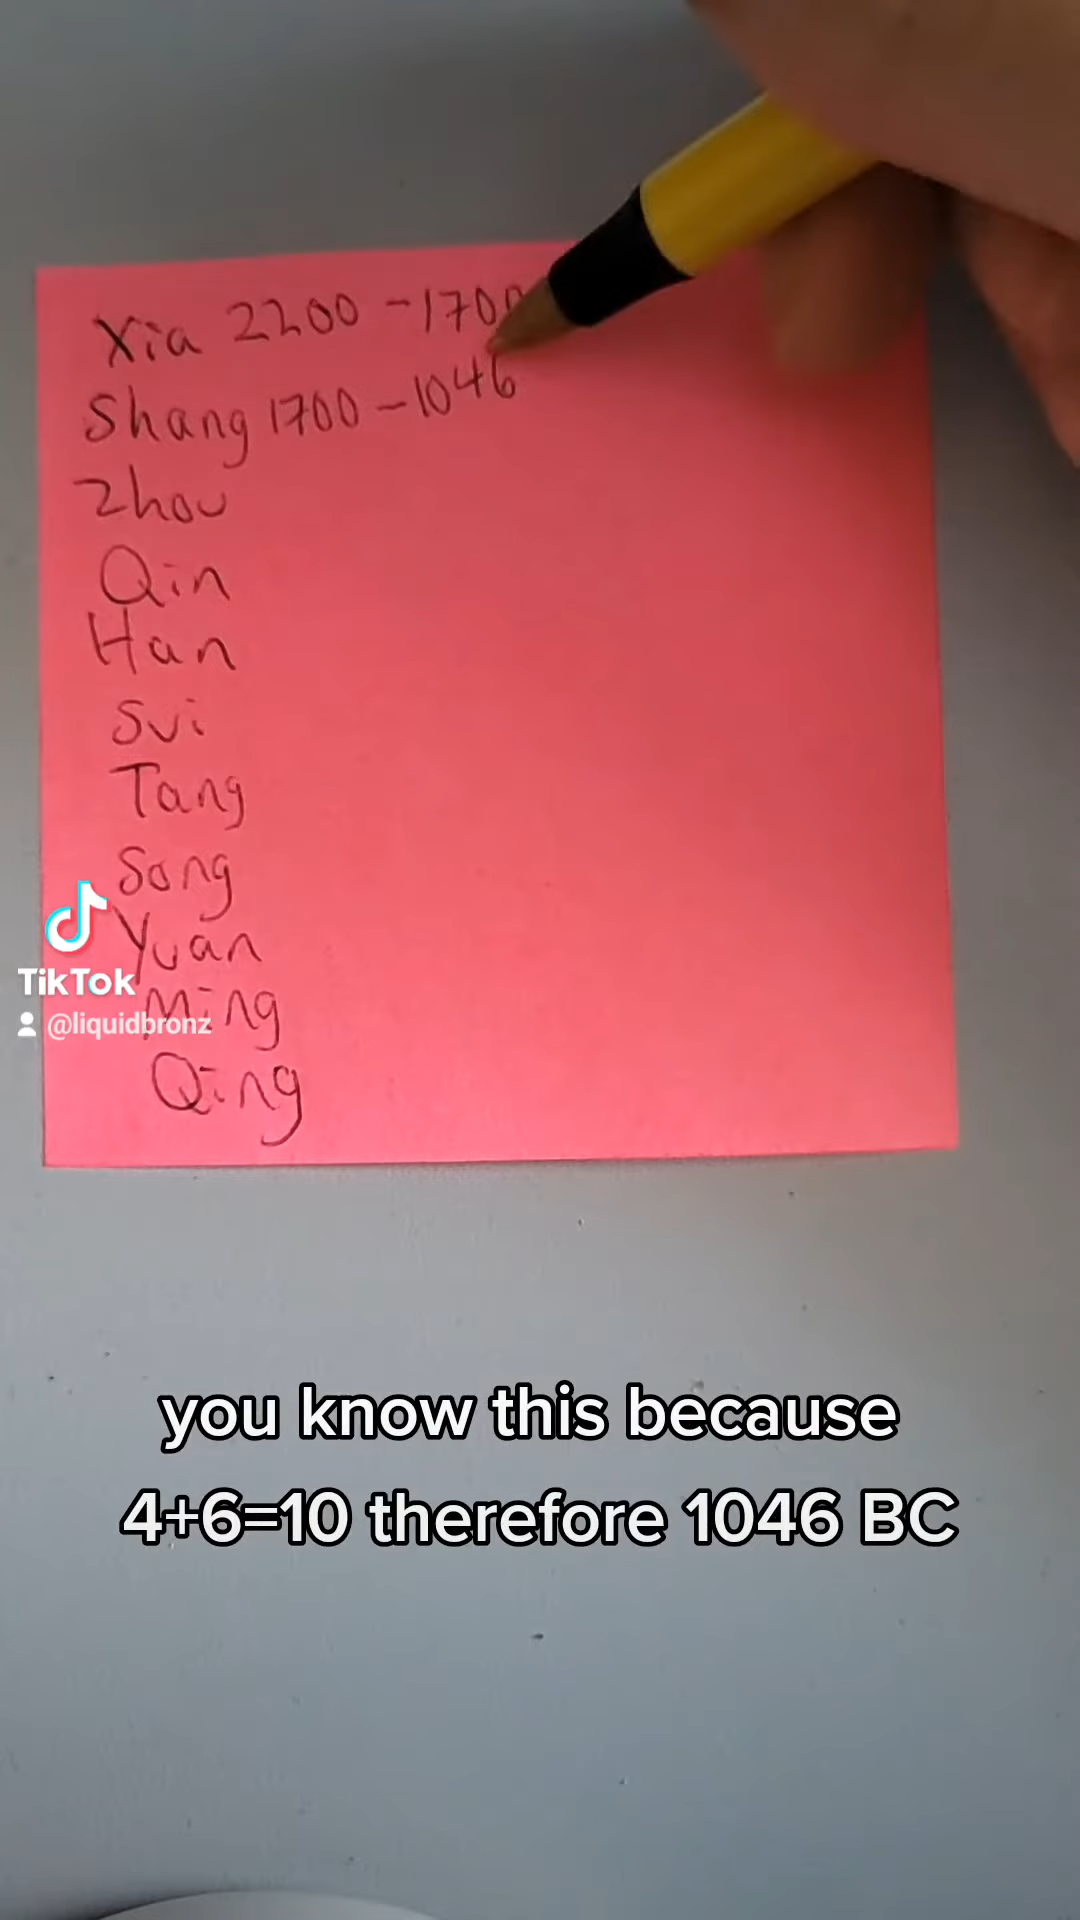 Xia 2200 - 1700
Shang 1700 - 1046
Zhou
Qin
Han
Sui
Tang
Song
Yuan
Ming
Qing
TikTok
@liquidbronz
you know this because
4+6=10 therefore 1046 BC